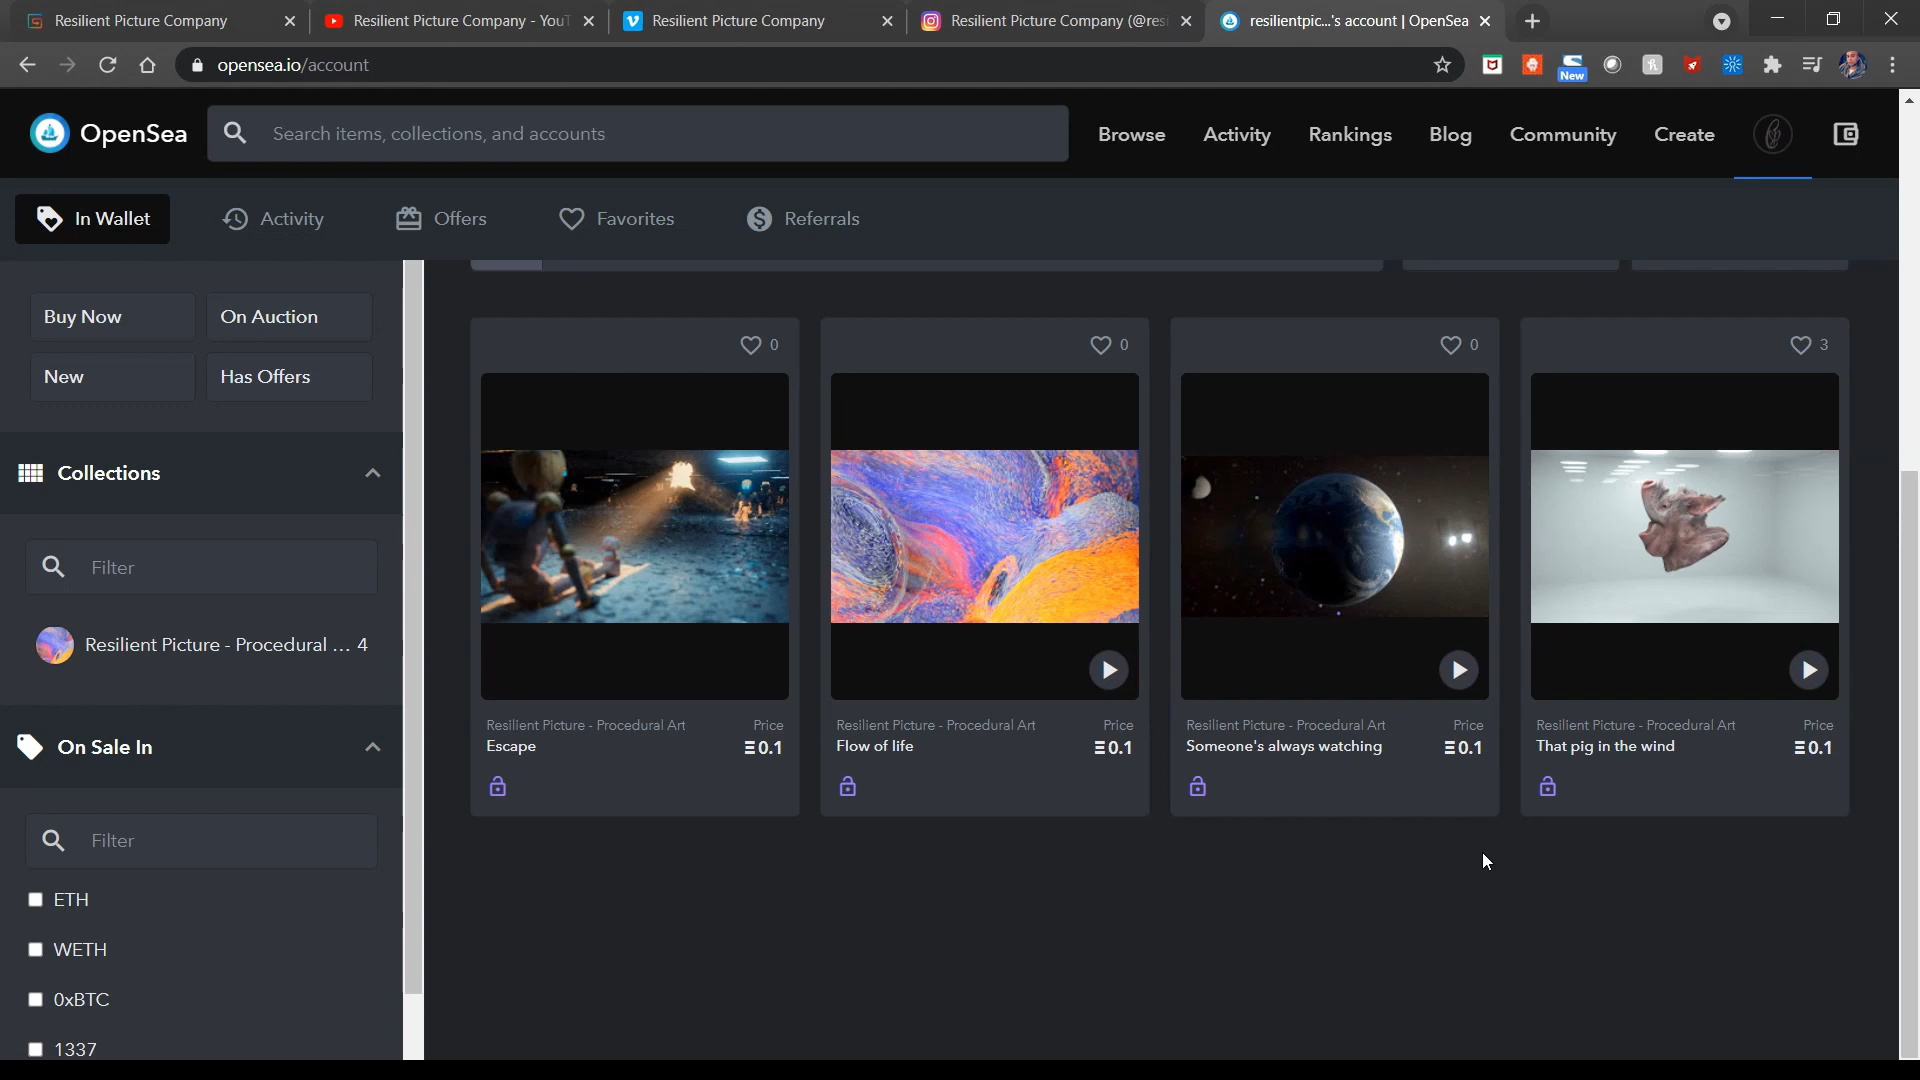 Resilient Picture Company
Resilient Picture Company - YouT
Resilient Picture Company
Resilient Picture Company (@resi
resilientpic...'s account | OpenSea
opensea.io/account
New
OpenSea
Search items, collections, and accounts
Browse
Activity
Rankings
Blog
Community
Create
In Wallet
Activity
Offers
Favorites
Referrals
Buy Now
On Auction
New
Has Offers
Collections
Filter
Resilient Picture - Procedural ... 4
On Sale In
Filter
ETH
WETH
0xBTC
1337
0
Resilient Picture - Procedural Art Price
Escape 0.1
0
Resilient Picture - Procedural Art Price
Flow of life 0.1
0
Resilient Picture - Procedural Art Price
Someone's always watching 0.1
3
Resilient Picture - Procedural Art Price
That pig in the wind 0.1